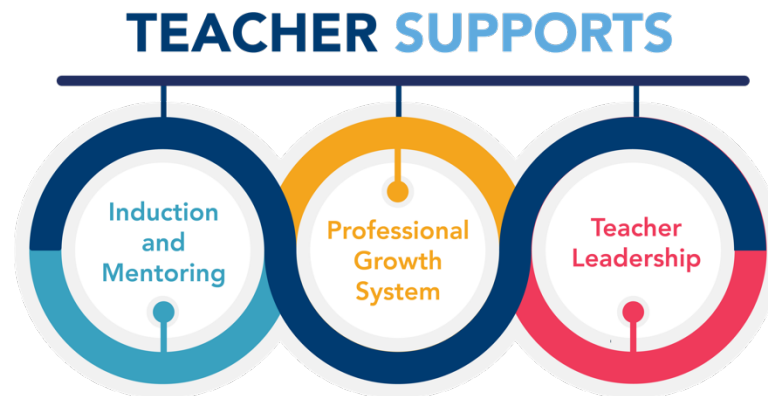 TEACHER SUPPORTS
Induction
and
Mentoring
Professional
Growth
System
Teacher
Leadership